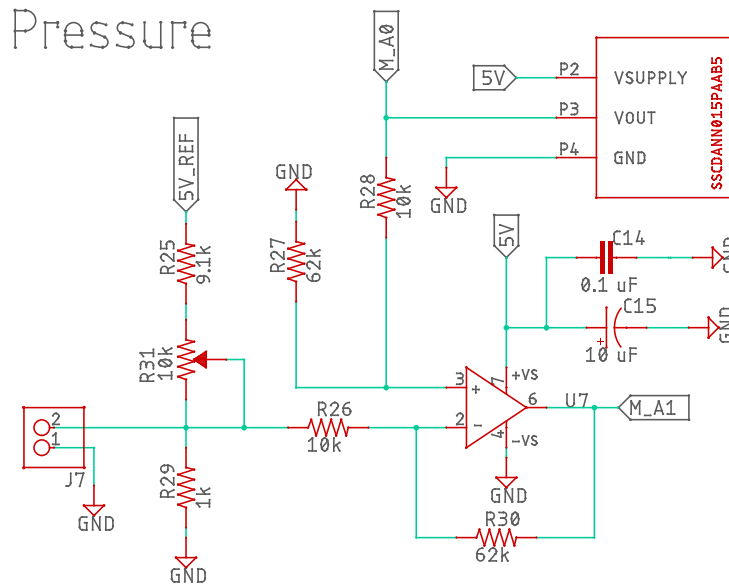 Pressure
M_A0
5V
P2
VSUPPLY
P3
VOUT
P4
GND
SSCDANN015PAAB5
GND
5V_REF
GND
R28
10k
R25
9.1k
R27
62k
5V
C14
0.1 uF
GND
C15
10 uF
+
GND
R31
10k
3
+
7
+VS
6
U7
M_A1
2
-
4
-VS
R26
10k
2
1
J7
GND
R29
1k
GND
GND
R30
62k